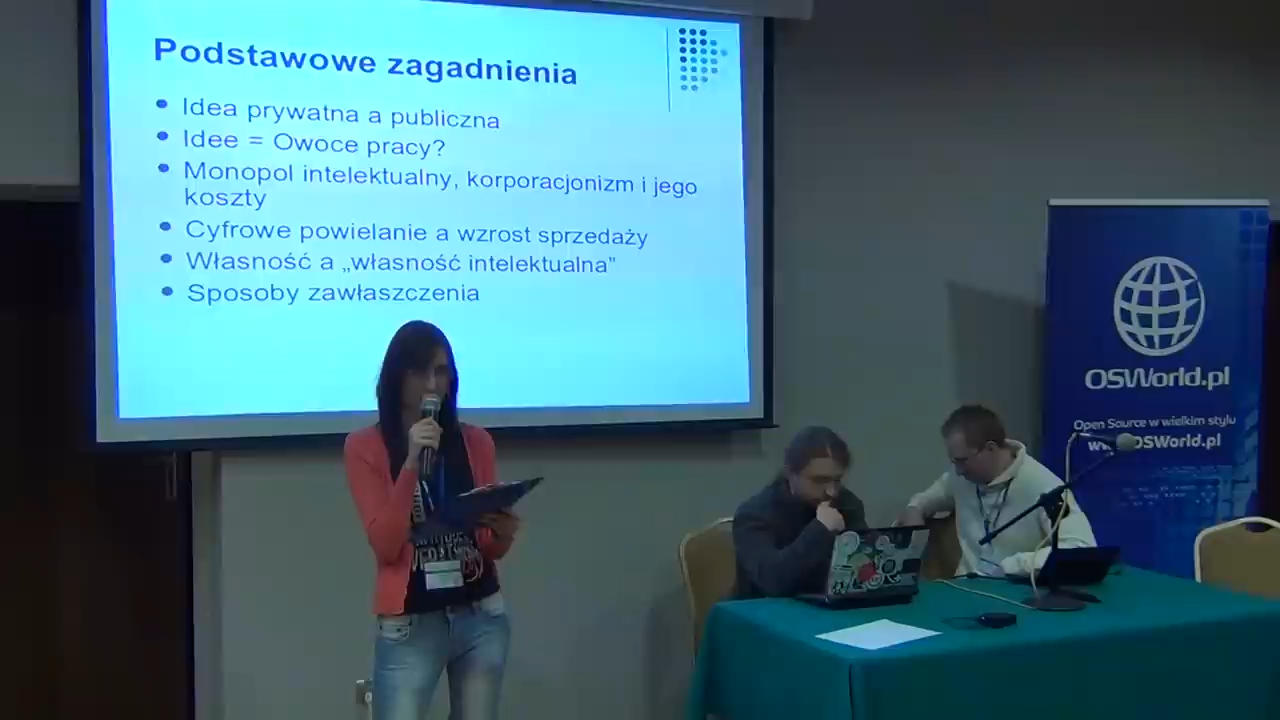 Podstawowe zagadnienia
Idea prywatna a publiczna
Idee = Owoce pracy?
Monopol intelektualny, korporacjonizm i jego
koszty
Cyfrowe powielanie a wzrost sprzedaży
Własność a „własność intelektualna”
Sposoby zawłaszczenia
OSWorld.pl
Open Source w wielkim stylu